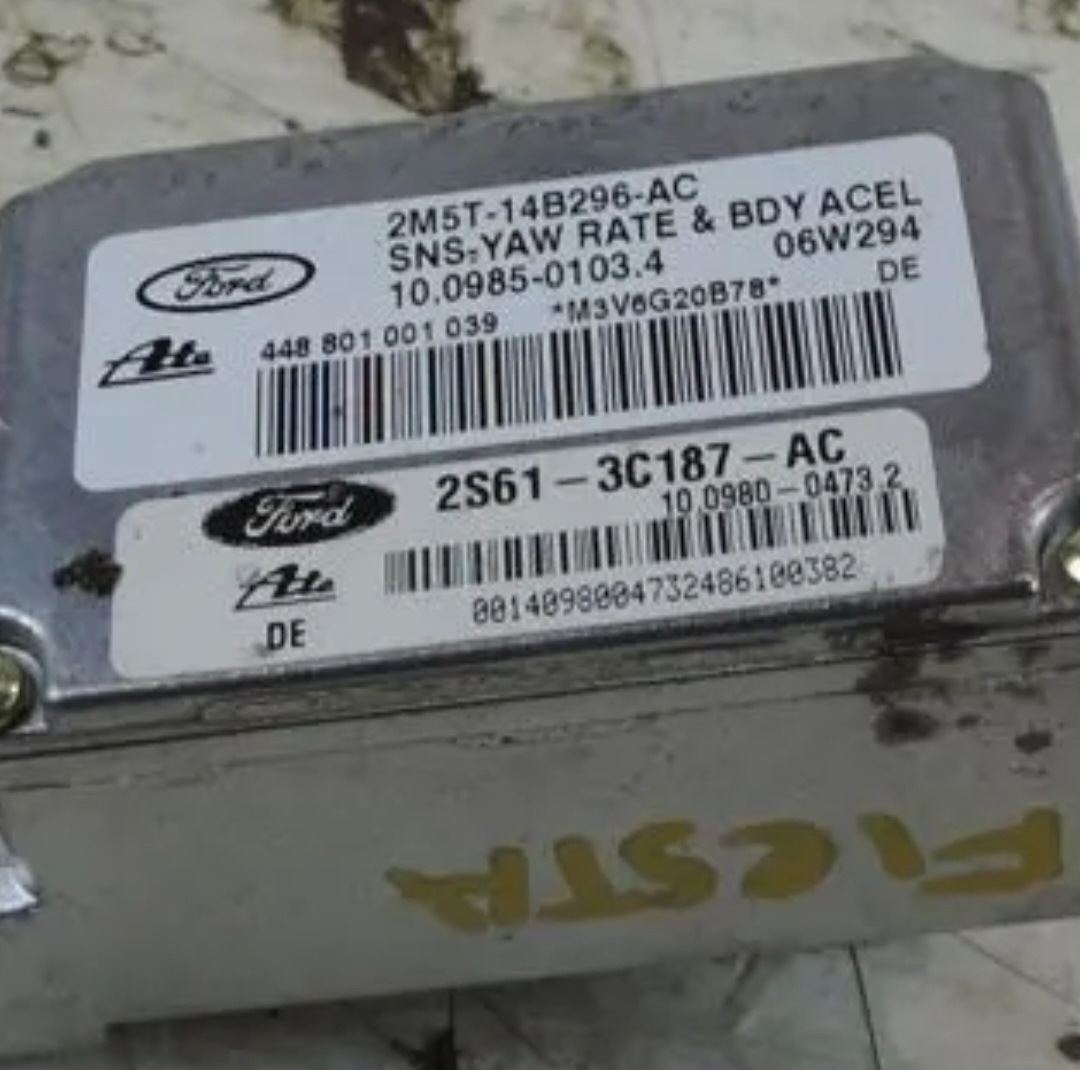 2M5T-14B296-AC
SNS-YAW RATE & BDY ACEL
10.0985-0103.4 06W294
Ford
DE
448 801 001 039 *M3V6G20B78*
Ate
2S61-3C187-AC
10.0980-0473.2
Ford
Ate
0014098004732486100382
DE
FIESTA